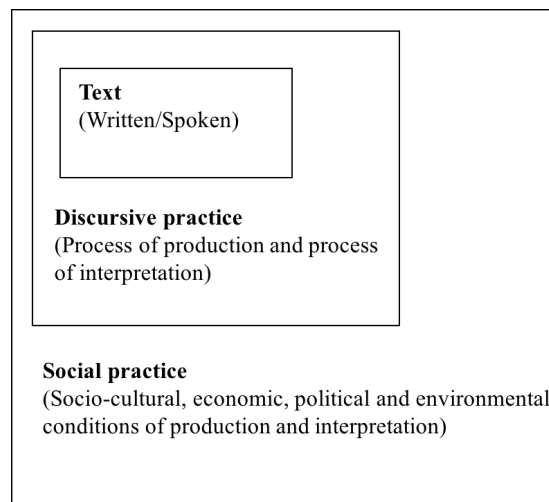 Text
(Written/Spoken)
Discursive practice
(Process of production and process
of interpretation)
Social practice
(Socio-cultural, economic, political and environmental
conditions of production and interpretation)